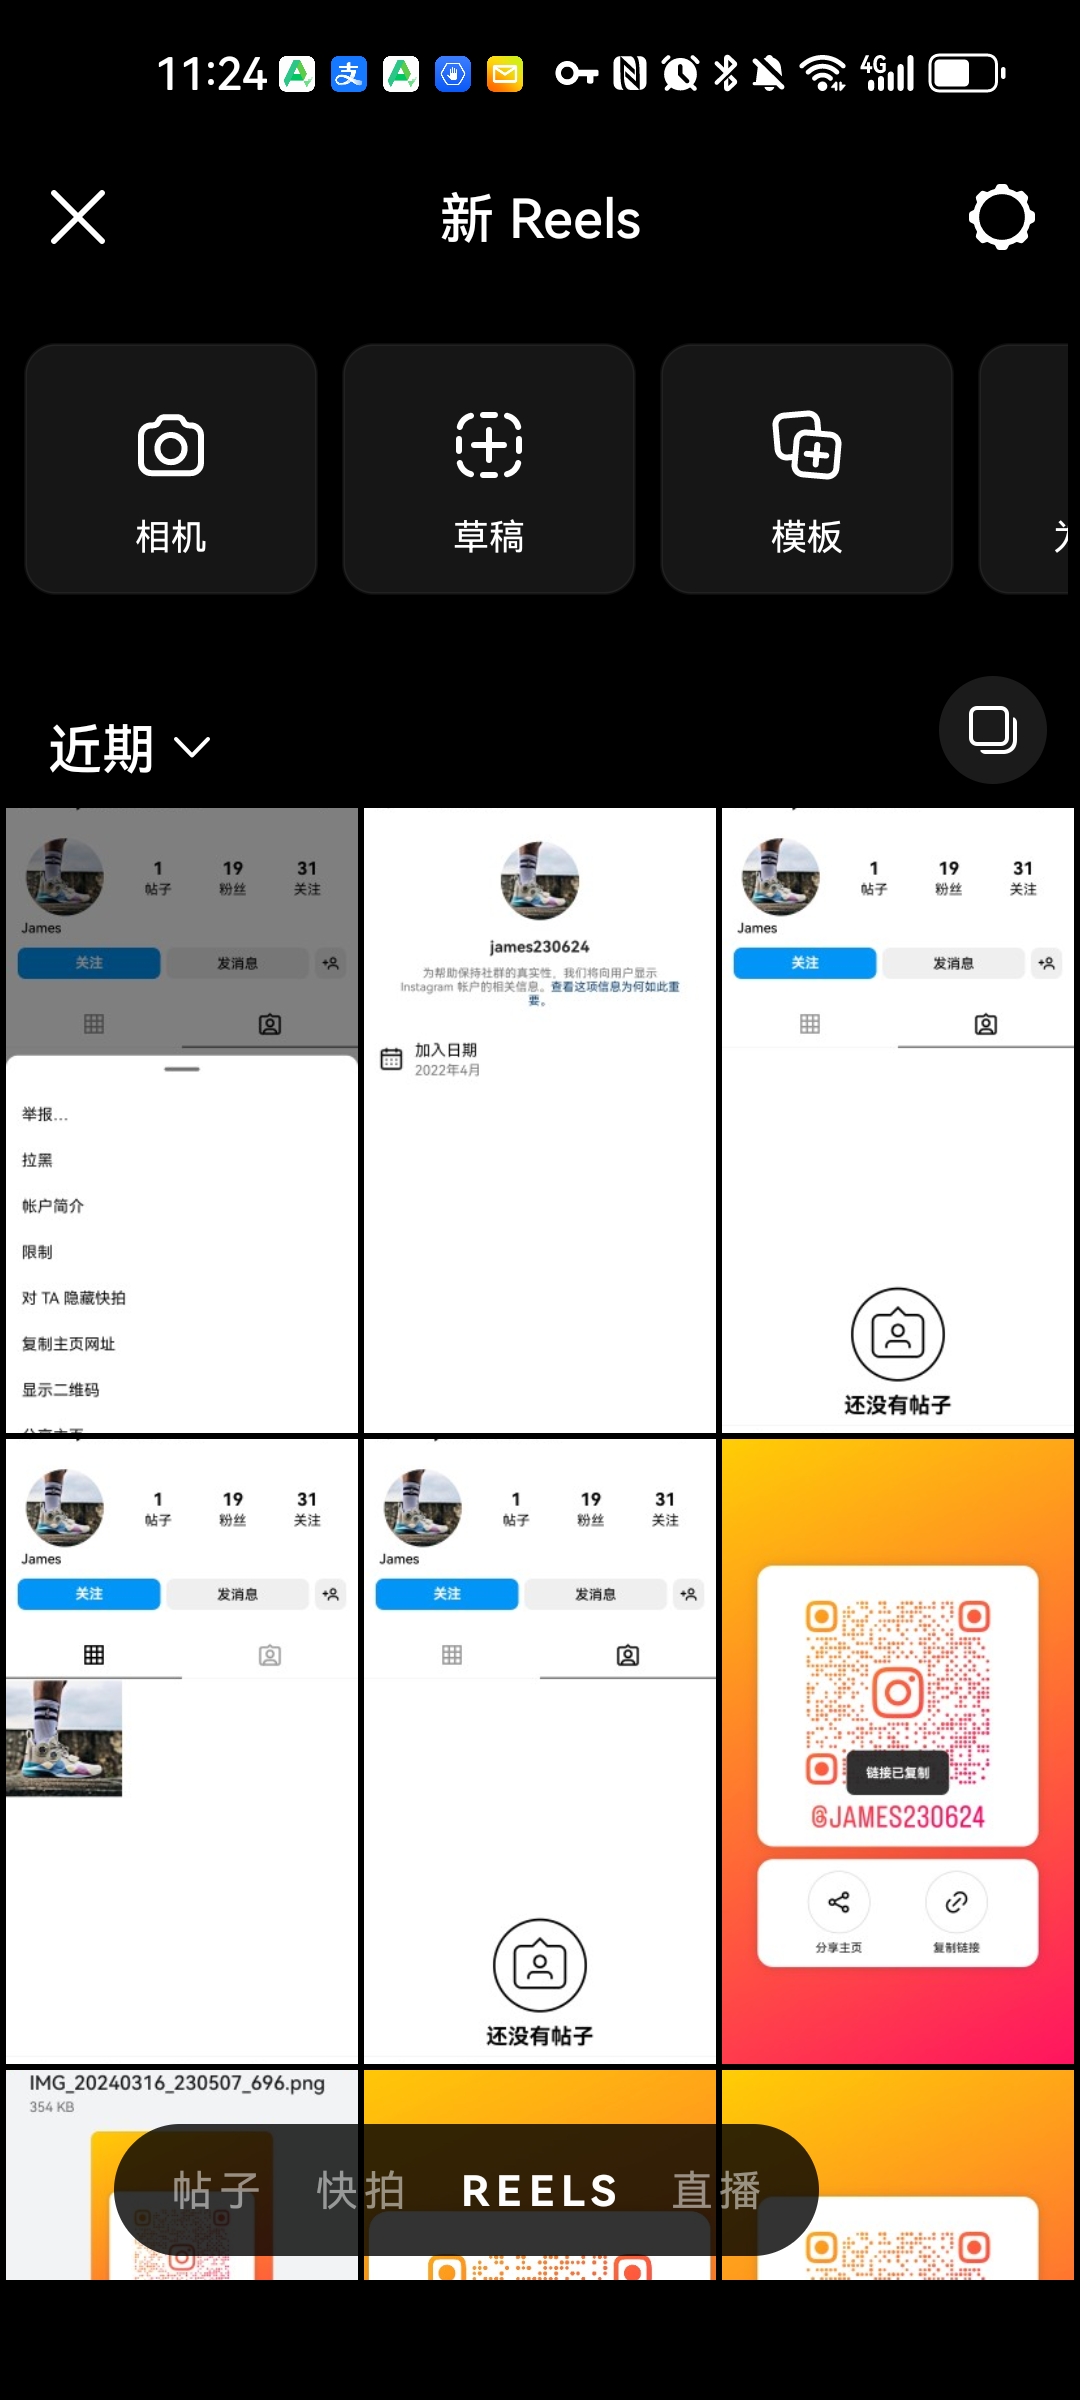 11:24
4G
新 Reels
相机
草稿
模板
近期
1 19 31
帖子 粉丝 关注
James
关注 发消息
举报...
拉黑
帐户简介
限制
对 TA 隐藏快拍
复制主页网址
显示二维码
james230624
为帮助保持社群的真实性，我们将向用户显示
Instagram 帐户的相关信息。查看这项信息为何如此重
要。
加入日期
2022年4月
1 19 31
帖子 粉丝 关注
James
关注 发消息
还没有帖子
1 19 31
帖子 粉丝 关注
James
关注 发消息
1 19 31
帖子 粉丝 关注
James
关注 发消息
还没有帖子
链接已复制
@JAMES230624
分享主页 复制链接
IMG_20240316_230507_696.png
354 KB
帖子 快拍 REELS 直播